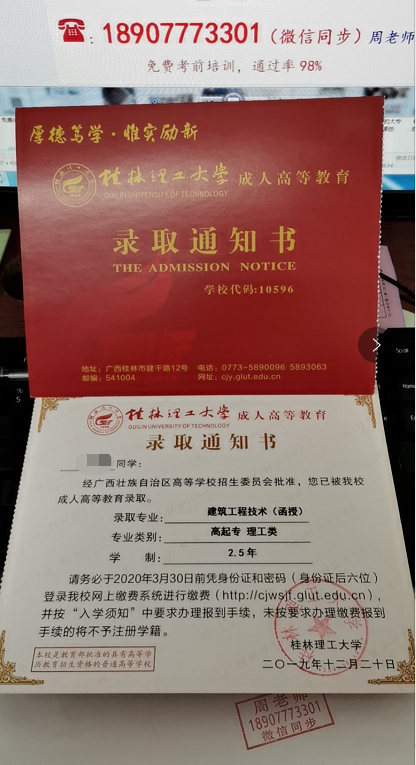 ☎: 18907773301(微信同步)周老师
免费考前培训，通过率 98%
厚德笃学·惟实励新
桂林理工大学 成人高等教育
GUILIN UNIVERSITY OF TECHNOLOGY
录取通知书
THE ADMISSION NOTICE
学校代码:10596
地址：广西桂林市建干路12号 电话：0773-5890096 5893063
邮编：541004 网址：cjy.glut.edu.cn
桂林理工大学 成人高等教育
GUILIN UNIVERSITY OF TECHNOLOGY
录取通知书
同学：
经广西壮族自治区高等学校招生委员会批准，您已被我校
成人高等教育录取。
录取专业：建筑工程技术（函授）
专业类别：高起专 理工类
学 制：2.5年
请务必于2020年3月30日前凭身份证和密码（身份证后六位）
登录我校网上缴费系统进行缴费（http://cjwsjf.glut.edu.cn），
并按“入学须知”中要求办理报到手续，未按要求办理缴费报到
手续的将不予注册学籍。
桂林理工大学
二〇一九年十二月二十日
本校是教育部批准的具有高等学
历教育招生资格的普通高等学校
周老师
18907773301
微信同步